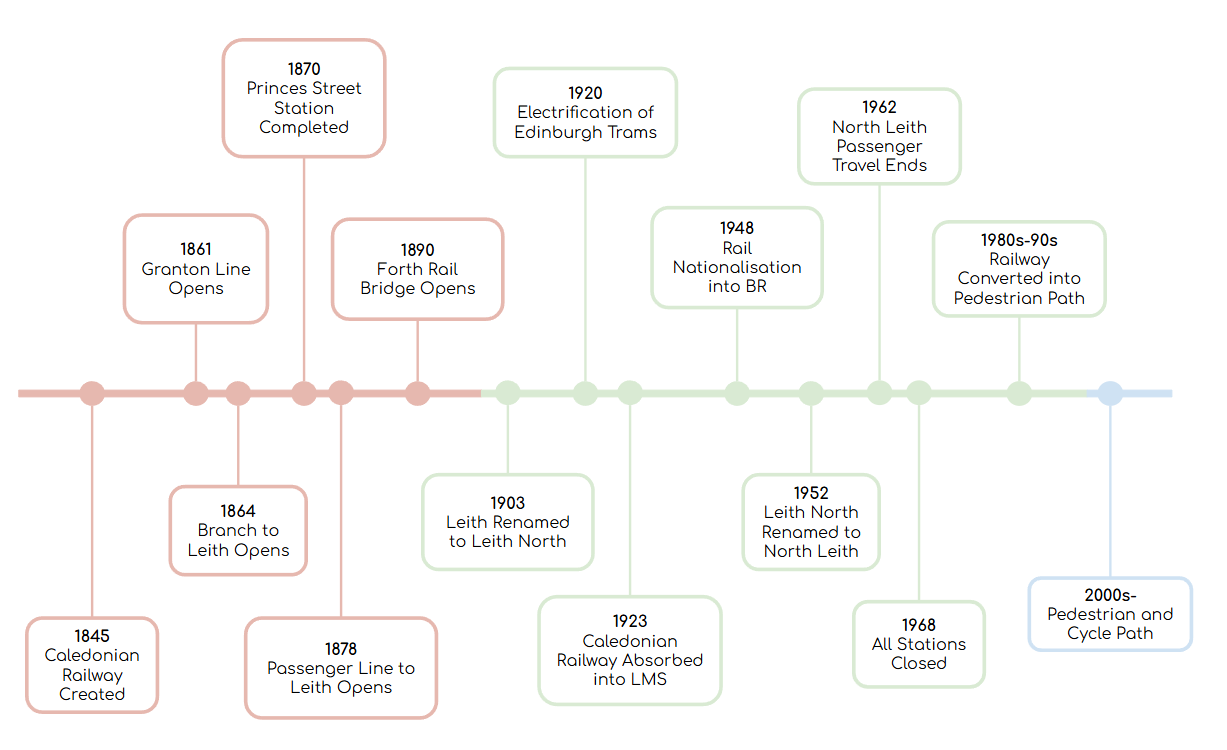 1870
Princes Street
Station
Completed
1920
Electrification of
Edinburgh Trams
1962
North Leith
Passenger
Travel Ends
1861
Granton Line
Opens
1890
Forth Rail
Bridge Opens
1948
Rail
Nationalisation
into BR
1980s-90s
Railway
Converted into
Pedestrian Path
1864
Branch to
Leith Opens
1903
Leith Renamed
to Leith North
1952
Leith North
Renamed to
North Leith
1845
Caledonian
Railway
Created
1878
Passenger Line to
Leith Opens
1923
Caledonian
Railway Absorbed
into LMS
1968
All Stations
Closed
2000s-
Pedestrian and
Cycle Path